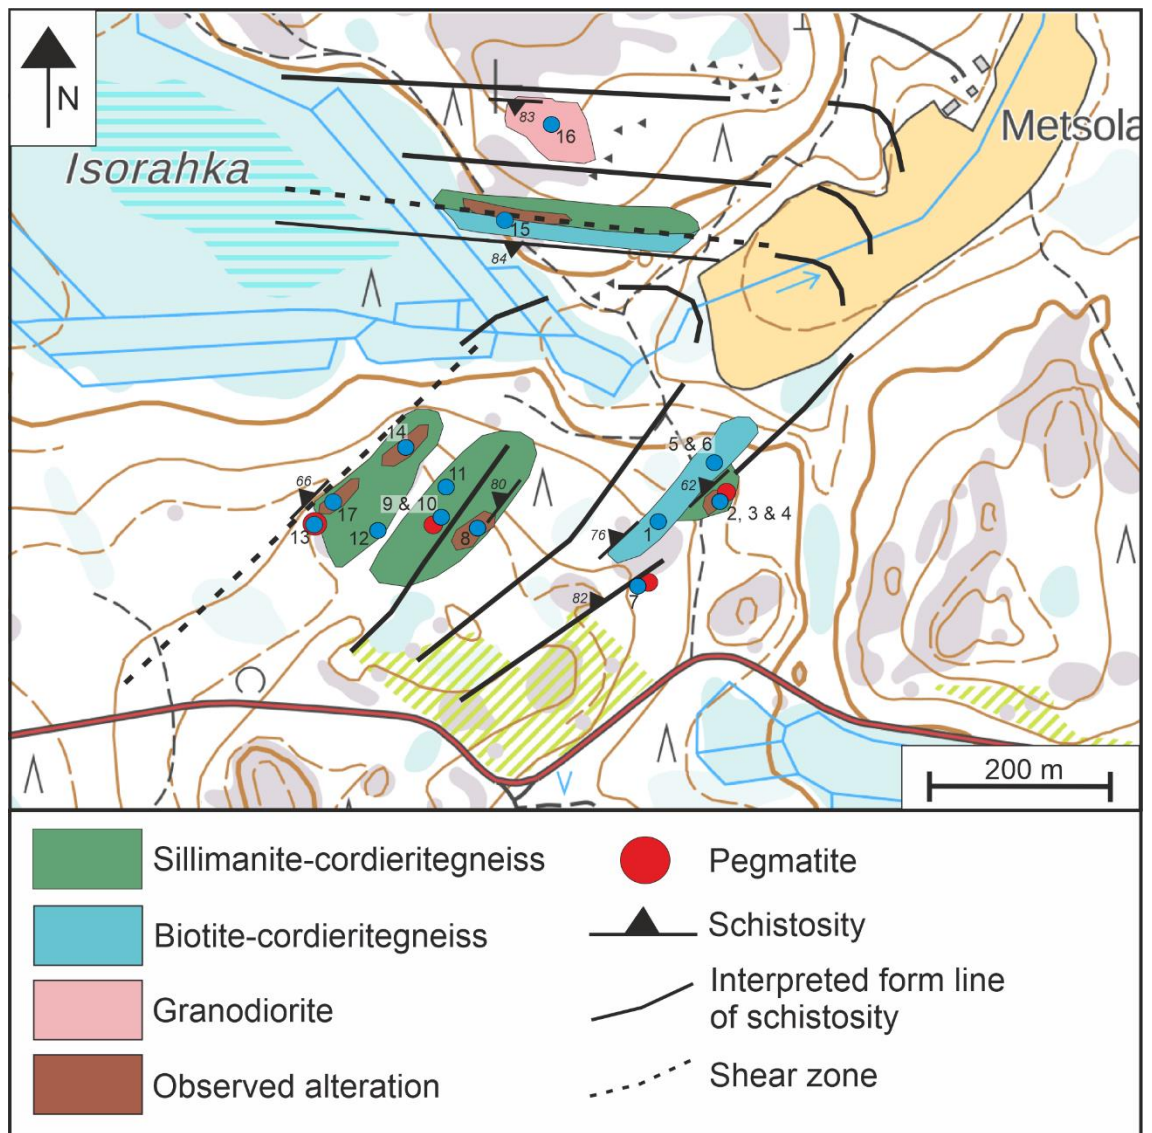 N
Metsola
Isorahka
83
16
15
84
14
5 & 6
66
11
80
62
9 & 10
17
2, 3 & 4
13
12
8
76
1
82
7
200 m
Sillimanite-cordieritegneiss
Pegmatite
Biotite-cordieritegneiss
Schistosity
Granodiorite
Interpreted form line
of schistosity
Observed alteration
Shear zone